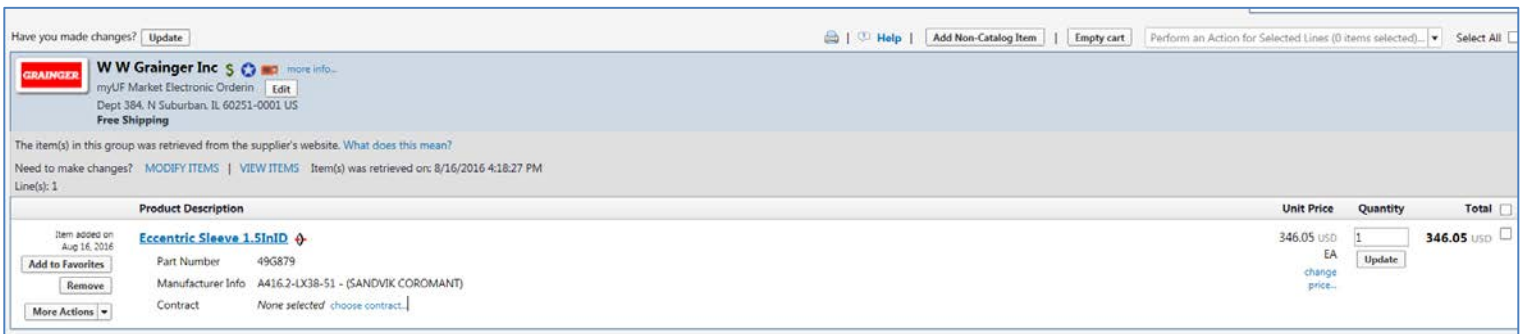 Have you made changes? Update | Help | Add Non-Catalog Item | Empty cart Perform an Action for Selected Lines (0 items selected)... Select All
GRAINGER W W Grainger Inc $ more info...
myUF Market Electronic Orderin Edit
Dept 384, N Suburban, IL 60251-0001 US
Free Shipping
The item(s) in this group was retrieved from the supplier's website. What does this mean?
Need to make changes? MODIFY ITEMS | VIEW ITEMS Item(s) was retrieved on: 8/16/2016 4:18:27 PM
Line(s): 1
Product Description Unit Price Quantity Total
Item added on Aug 16, 2016
Eccentric Sleeve 1.5InID 346.05 USD 1 346.05 USD
EA Update
change price...
Add to Favorites Part Number 49G879
Remove Manufacturer Info A416.2-LX38-51 - (SANDVIK COROMANT)
More Actions Contract None selected choose contract...